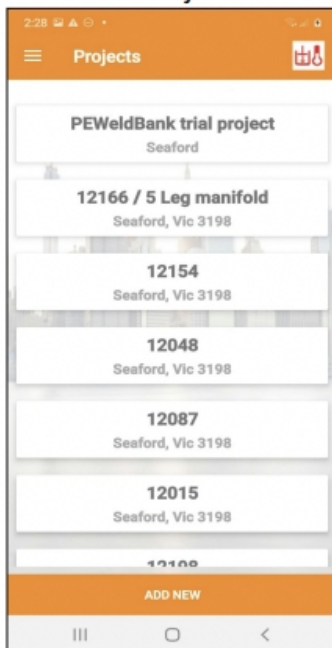 2:28
Projects
PEWeldBank trial project
Seaford
12166 / 5 Leg manifold
Seaford, Vic 3198
12154
Seaford, Vic 3198
12048
Seaford, Vic 3198
12087
Seaford, Vic 3198
12015
Seaford, Vic 3198
ADD NEW